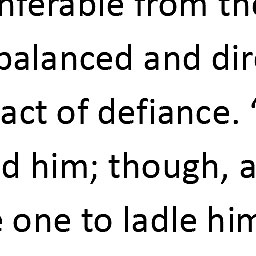 nferable from the
balanced and dir
act of defiance. “
d him; though, a
e one to ladle him